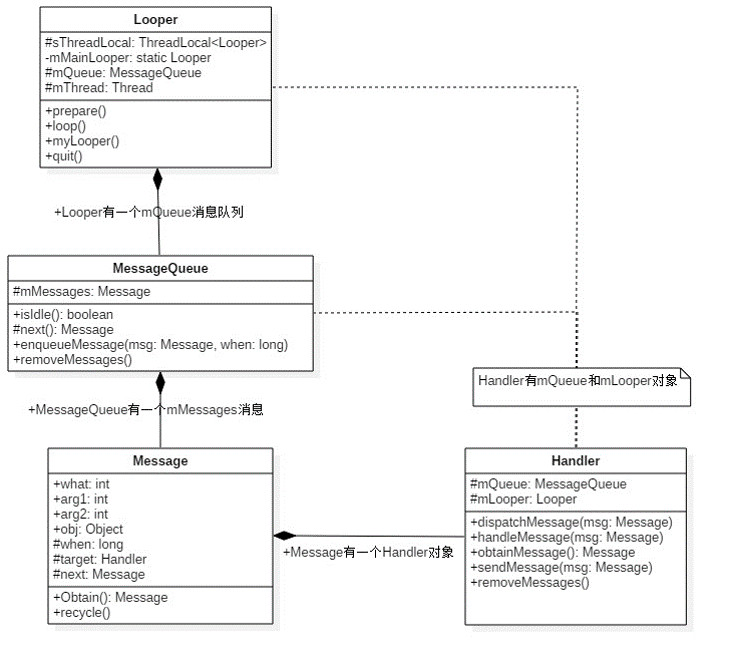 Looper
#sThreadLocal: ThreadLocal<Looper>
-mMainLooper: static Looper
#mQueue: MessageQueue
#mThread: Thread
+prepare()
+loop()
+myLooper()
+quit()
+Looper有一个mQueue消息队列
MessageQueue
#mMessages: Message
+isIdle(): boolean
#next(): Message
+enqueueMessage(msg: Message, when: long)
+removeMessages()
Handler有mQueue和mLooper对象
+MessageQueue有一个mMessages消息
Message
+what: int
+arg1: int
+arg2: int
+obj: Object
#when: long
#target: Handler
#next: Message
+Obtain(): Message
+recycle()
+Message有一个Handler对象
Handler
#mQueue: MessageQueue
#mLooper: Looper
+dispatchMessage(msg: Message)
+handleMessage(msg: Message)
+obtainMessage(): Message
+sendMessage(msg: Message)
+removeMessages()